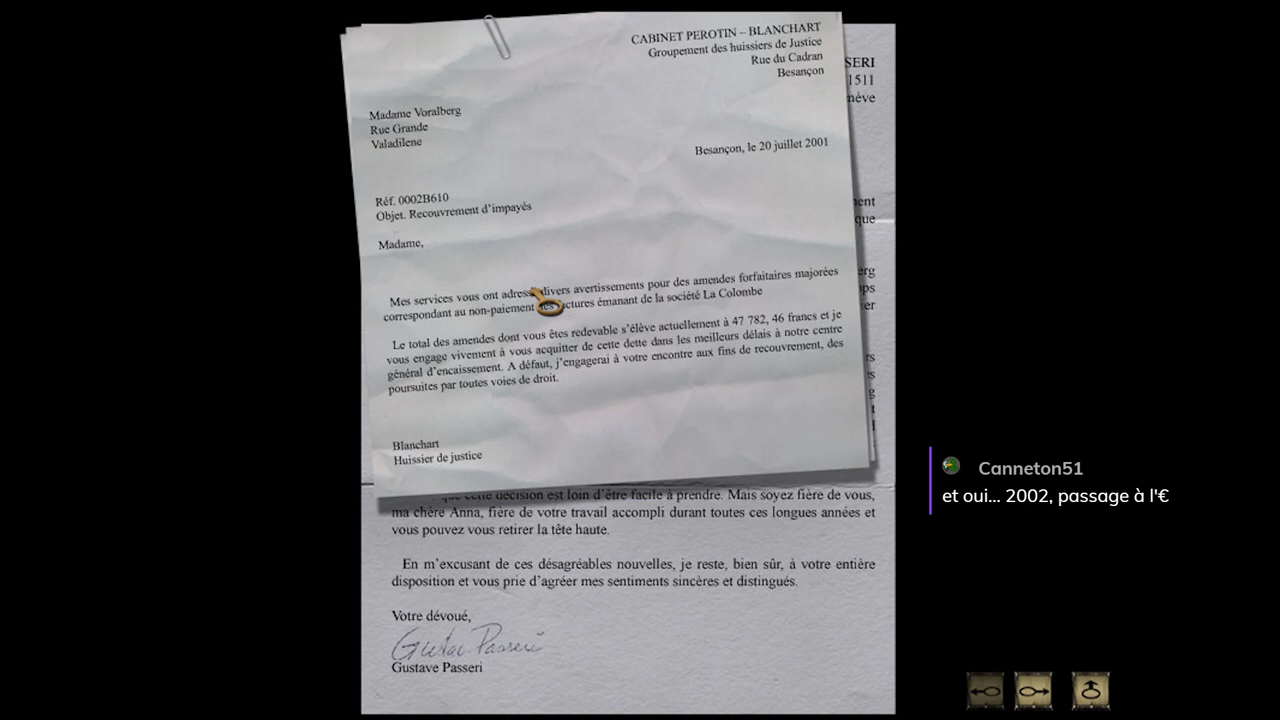 CABINET PEROTIN – BLANCHART
Groupement des huissiers de Justice
Rue du Cadran
Besançon
SERI
1511
nève
Madame Voralberg
Rue Grande
Valadilene
Besançon, le 20 juillet 2001
Réf. 0002B610
Objet. Recouvrement d'impayés
Madame,
Mes services vous ont divers avertissements pour des amendes forfaitaires majorées
correspondant au non-paiement émanant de la société La Colombe
Le total des amendes dont vous êtes redevable s'élève actuellement à 47 782, 46 francs et je
vous engage vivement à vous acquitter de cette dette dans les meilleurs délais à notre centre
général d'encaissement. A défaut, j'engagerai à votre encontre aux fins de recouvrement, des
poursuites par toutes voies de droit.
Blanchart
Huissier de justice
que cette décision est loin d'être facile à prendre. Mais soyez fière de vous,
ma chère Anna, fière de votre travail accompli durant toutes ces longues années et
vous pouvez vous retirer la tête haute.
En m'excusant de ces désagréables nouvelles, je reste, bien sûr, à votre entière
disposition et vous prie d'agréer mes sentiments sincères et distingués.
Votre dévoué,
Gustave Passeri
Gustave Passeri
Canneton51
et oui... 2002, passage à l'€